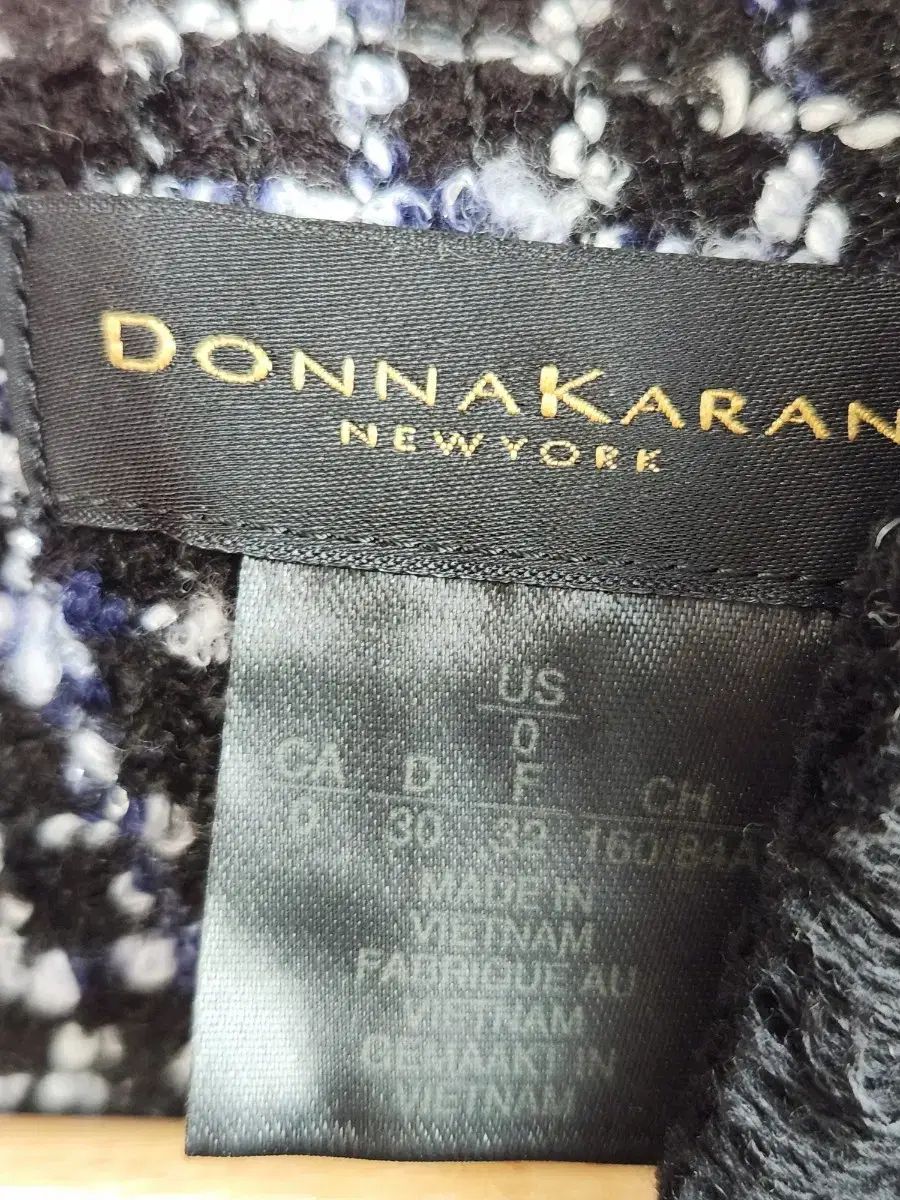 DONNAKARAN
NEW YORK
US
0
CA D F CH
0 30 32 160/84A
MADE IN
VIETNAM
FABRIQUE AU
VIETNAM
GEMAAKT IN
VIETNAM